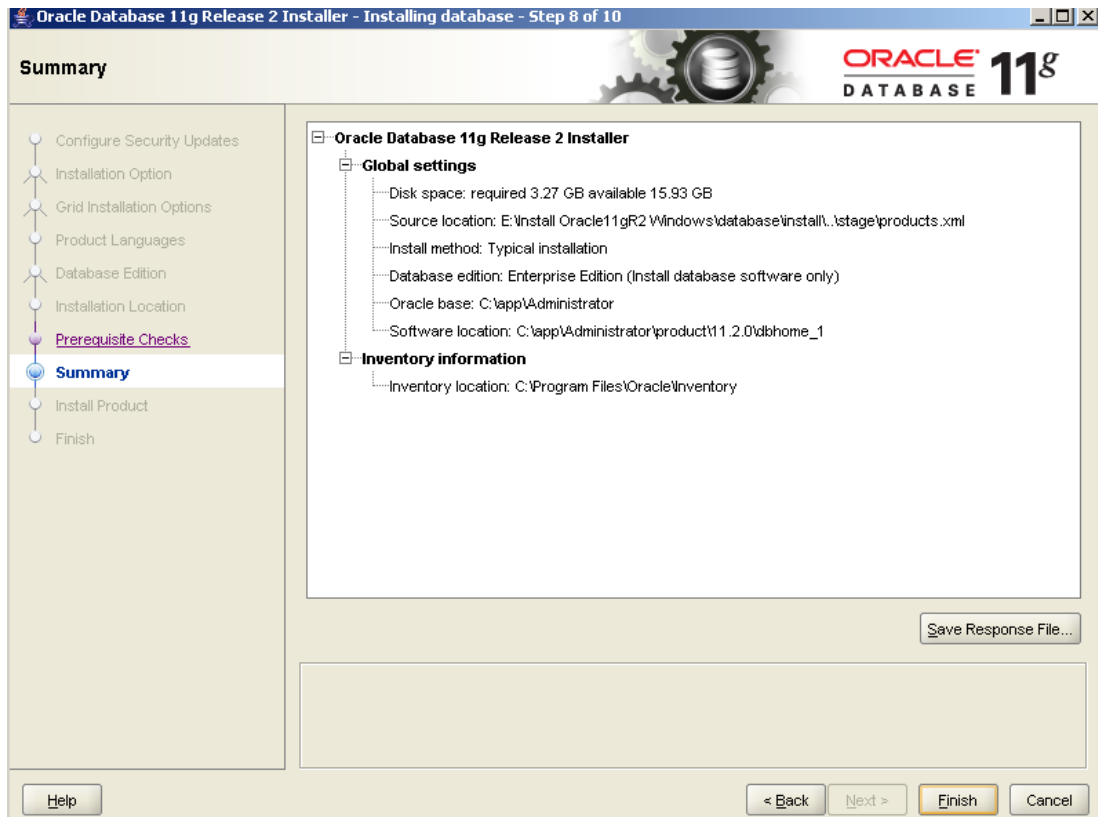 Oracle Database 11g Release 2 Installer - Installing database - Step 8 of 10
Summary
ORACLE
DATABASE
11g
Configure Security Updates
Installation Option
Grid Installation Options
Product Languages
Database Edition
Installation Location
Prerequisite Checks
Summary
Install Product
Finish
Oracle Database 11g Release 2 Installer
Global settings
Disk space: required 3.27 GB available 15.93 GB
Source location: E:\Install Oracle11gR2 Windows\database\install\..\stage\products.xml
Install method: Typical installation
Database edition: Enterprise Edition (Install database software only)
Oracle base: C:\app\Administrator
Software location: C:\app\Administrator\product\11.2.0\dbhome_1
Inventory information
Inventory location: C:\Program Files\Oracle\Inventory
Save Response File...
Help
< Back
Next >
Finish
Cancel